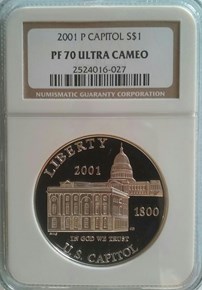 2001 P CAPITOL S$1
PF 70 ULTRA CAMEO
2524016-027
NUMISMATIC GUARANTY CORPORATION
LIBERTY
2001
1800
IN GOD WE TRUST
U.S. CAPITOL